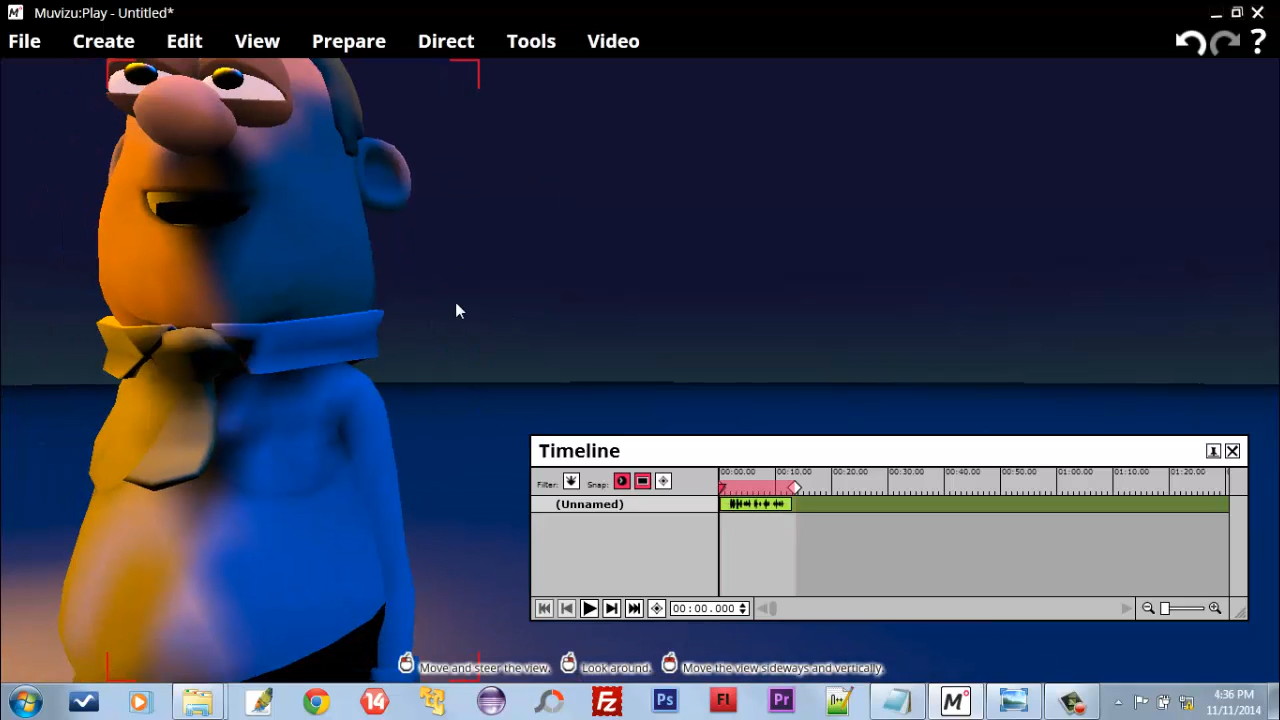 Muvizu:Play - Untitled*
File Create Edit View Prepare Direct Tools Video ?
Timeline
Filter: Snap: 00:00.00 00:10.00 00:20.00 00:30.00 00:40.00 00:50.00 01:00.00 01:10.00 01:20.00
(Unnamed)
00:00.000
Move and steer the view. Look around. Move the view sideways and vertically.
14 Fz Ps Fl Pr M
4:36 PM
11/11/2014